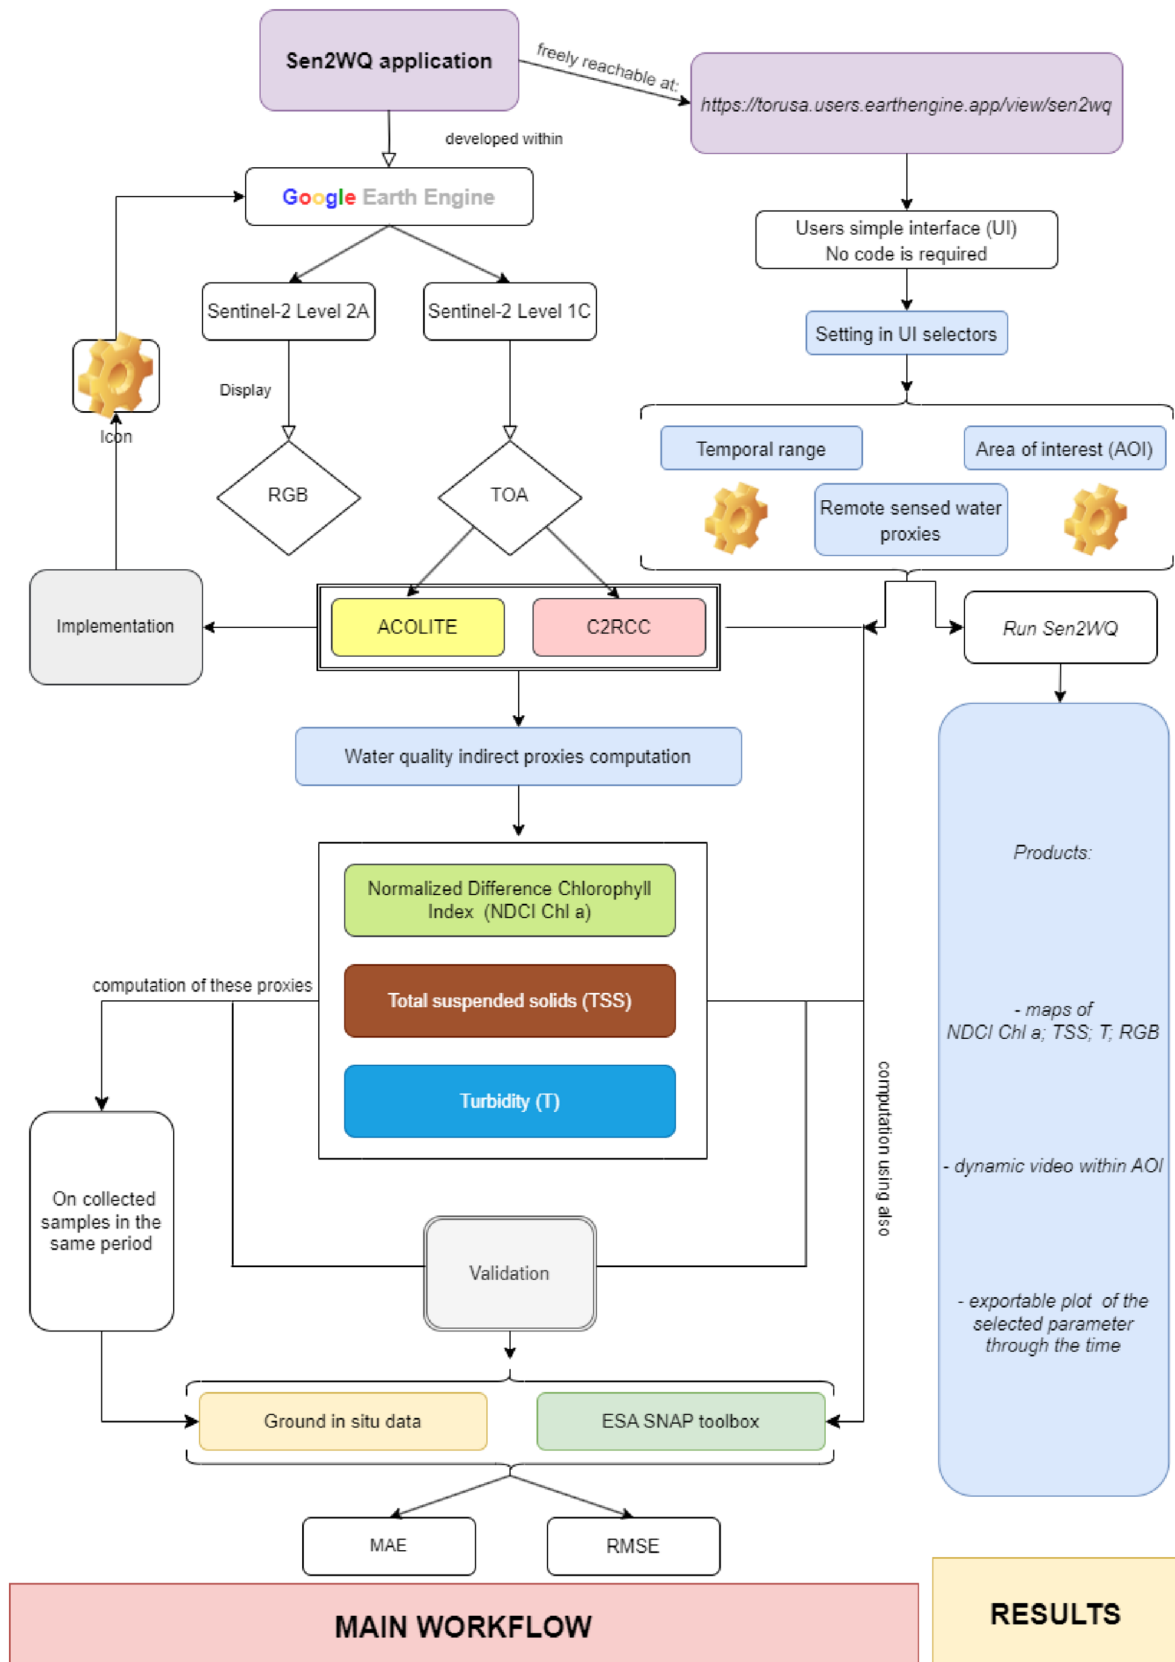 Sen2WQ application
freely reachable at:
https://torusa.users.earthengine.app/view/sen2wq
developed within
Google Earth Engine
Users simple interface (UI)
No code is required
Sentinel-2 Level 2A
Sentinel-2 Level 1C
Setting in UI selectors
Display
Icon
Temporal range
Area of interest (AOI)
RGB
TOA
Remote sensed water
proxies
Implementation
ACOLITE
C2RCC
Run Sen2WQ
Water quality indirect proxies computation
Products:
Normalized Difference Chlorophyll
Index (NDCI Chl a)
computation of these proxies
Total suspended solids (TSS)
- maps of
NDCI Chl a; TSS; T; RGB
Turbidity (T)
computation using also
- dynamic video within AOI
On collected
samples in the
same period
Validation
- exportable plot of the
selected parameter
through the time
Ground in situ data
ESA SNAP toolbox
MAE
RMSE
MAIN WORKFLOW
RESULTS